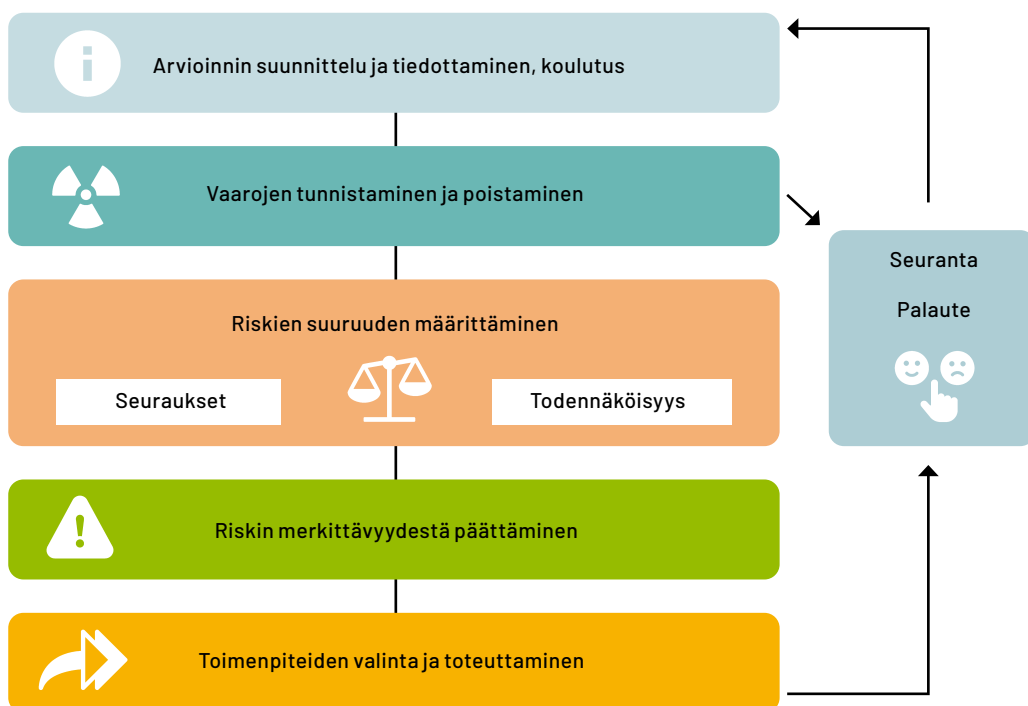 Arvioinnin suunnittelu ja tiedottaminen, koulutus
Vaarojen tunnistaminen ja poistaminen
Riskien suuruuden määrittäminen
Seuraukset
Todennäköisyys
Riskin merkittävyydestä päättäminen
Toimenpiteiden valinta ja toteuttaminen
Seuranta
Palaute